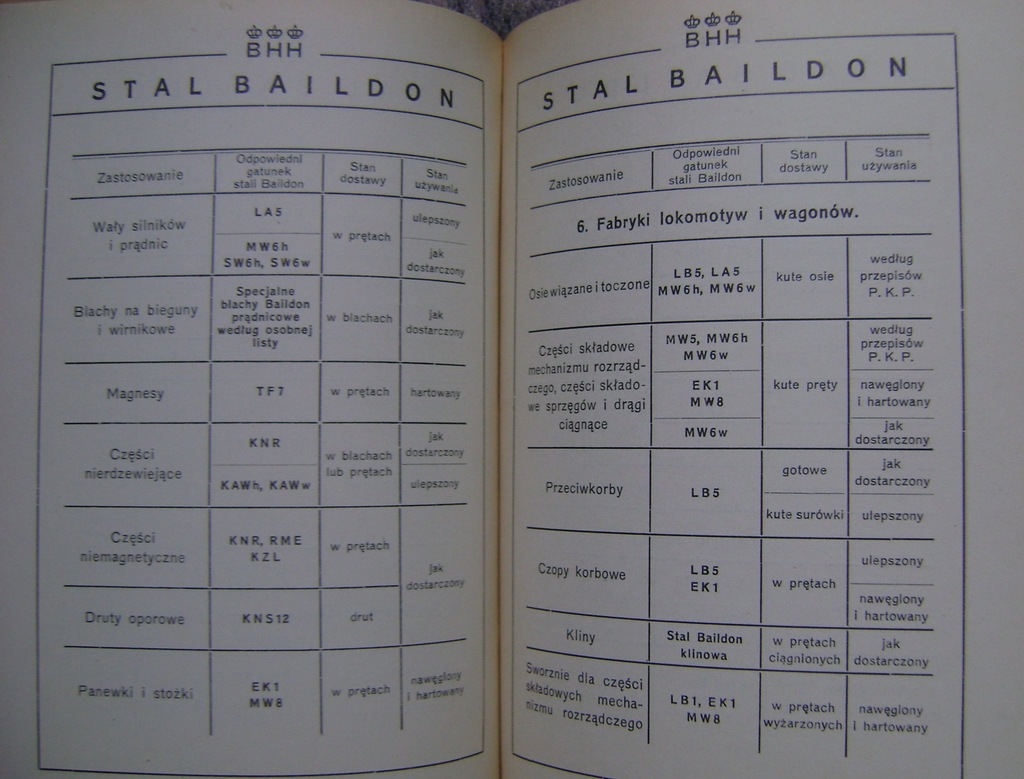 BHH
STAL BAILDON
Zastosowanie
Odpowiedni
gatunek
stali Baildon
Stan
dostawy
Stan
używania
Wały silników
i prądnic
LA5
MW6h
SW6h, SW6w
w prętach
ulepszony
jak
dostarczony
Blachy na bieguny
i wirnikowe
Specjalne
blachy Baildon
prądnicowe
według osobnej
listy
w blachach
jak
dostarczony
Magnesy
TF7
w prętach
hartowany
Części
nierdzewiejące
KNR
KAWh, KAWw
w blachach
lub prętach
jak
dostarczony
ulepszony
Części
niemagnetyczne
KNR, RME
KZL
w prętach
jak
dostarczony
Druty oporowe
KNS12
drut
Panewki i stożki
EK1
MW8
w prętach
nawęglony
i hartowany
BHH
STAL BAILDON
Zastosowanie
Odpowiedni
gatunek
stali Baildon
Stan
dostawy
Stan
używania
6. Fabryki lokomotyw i wagonów.
Osie wiązane i toczone
LB5, LA5
MW6h, MW6w
kute osie
według
przepisów
P. K. P.
Części składowe
mechanizmu rozrząd-
czego, części składo-
we sprzęgów i drągi
ciągnące
MW5, MW6h
MW6w
EK1
MW8
MW6w
kute pręty
według
przepisów
P. K. P.
nawęglony
i hartowany
jak
dostarczony
Przeciwkorby
LB5
gotowe
kute surówki
jak
dostarczony
ulepszony
Czopy korbowe
LB5
EK1
w prętach
ulepszony
nawęglony
i hartowany
Kliny
Stal Baildon
klinowa
w prętach
ciągnionych
jak
dostarczony
Sworznie dla części
składowych mecha-
nizmu rozrządczego
LB1, EK1
MW8
w prętach
wyżarzonych
nawęglony
i hartowany